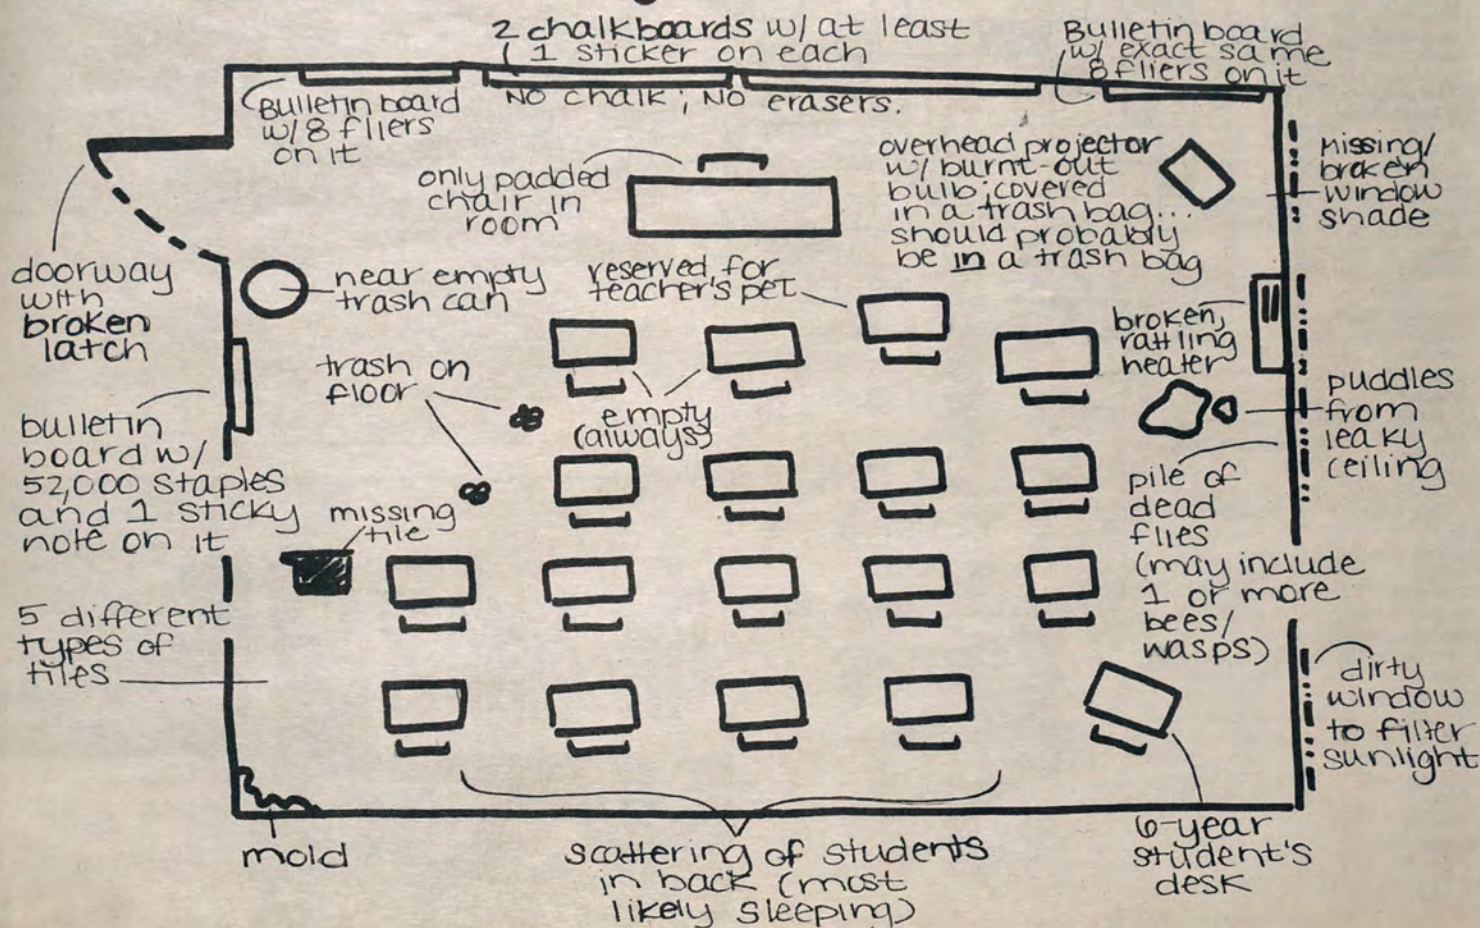 2 chalkboards w/ at least
1 sticker on each
Bulletin board
w/ exact same
8 fliers on it
Bulletin board
w/ 8 fliers
on it
NO chalk; NO erasers.
only padded
chair in
room
overhead projector
w/ burnt-out
bulb; covered
in a trash bag...
should probably
be in a trash bag
Missing/
broken
window
shade
doorway
with
broken
latch
near empty
trash can
reserved for
teacher's pet
broken,
rattling
heater
trash on
floor
empty
(always)
puddles
from
leaky
ceiling
bulletin
board w/
52,000 staples
and 1 sticky
note on it
missing
tile
pile of
dead
flies
(may include
1 or more
bees/
wasps)
5 different
types of
tiles
dirty
window
to filter
sunlight
mold
scattering of students
in back (most
likely sleeping)
6-year
student's
desk